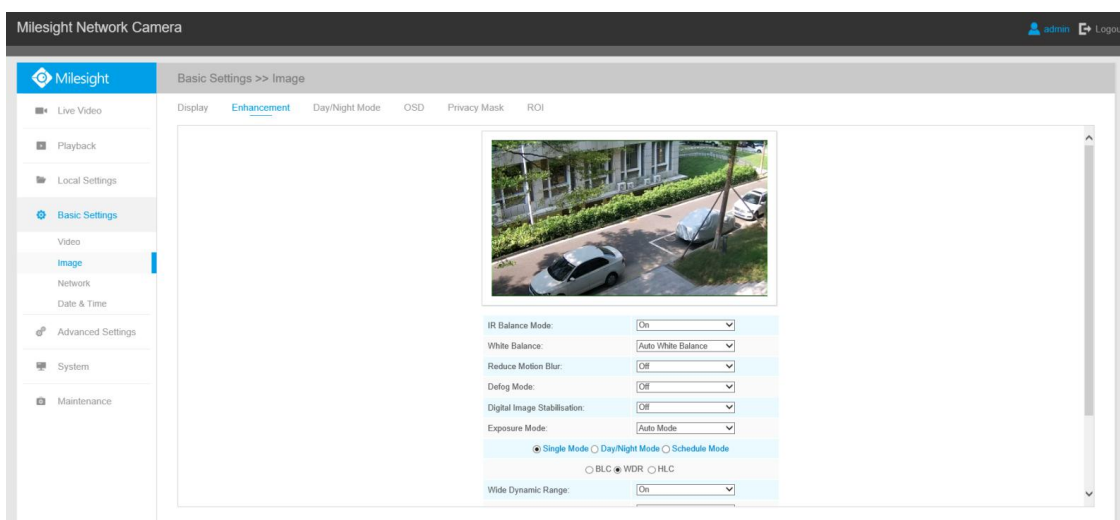 Milesight Network Camera
admin Logou
Milesight
Basic Settings >> Image
Live Video
Playback
Local Settings
Basic Settings
Video
Image
Network
Date & Time
Advanced Settings
System
Maintenance
Display Enhancement Day/Night Mode OSD Privacy Mask ROI
IR Balance Mode: On
White Balance: Auto White Balance
Reduce Motion Blur: Off
Defog Mode: Off
Digital Image Stabilisation: Off
Exposure Mode: Auto Mode
Single Mode Day/Night Mode Schedule Mode
BLC WDR HLC
Wide Dynamic Range: On